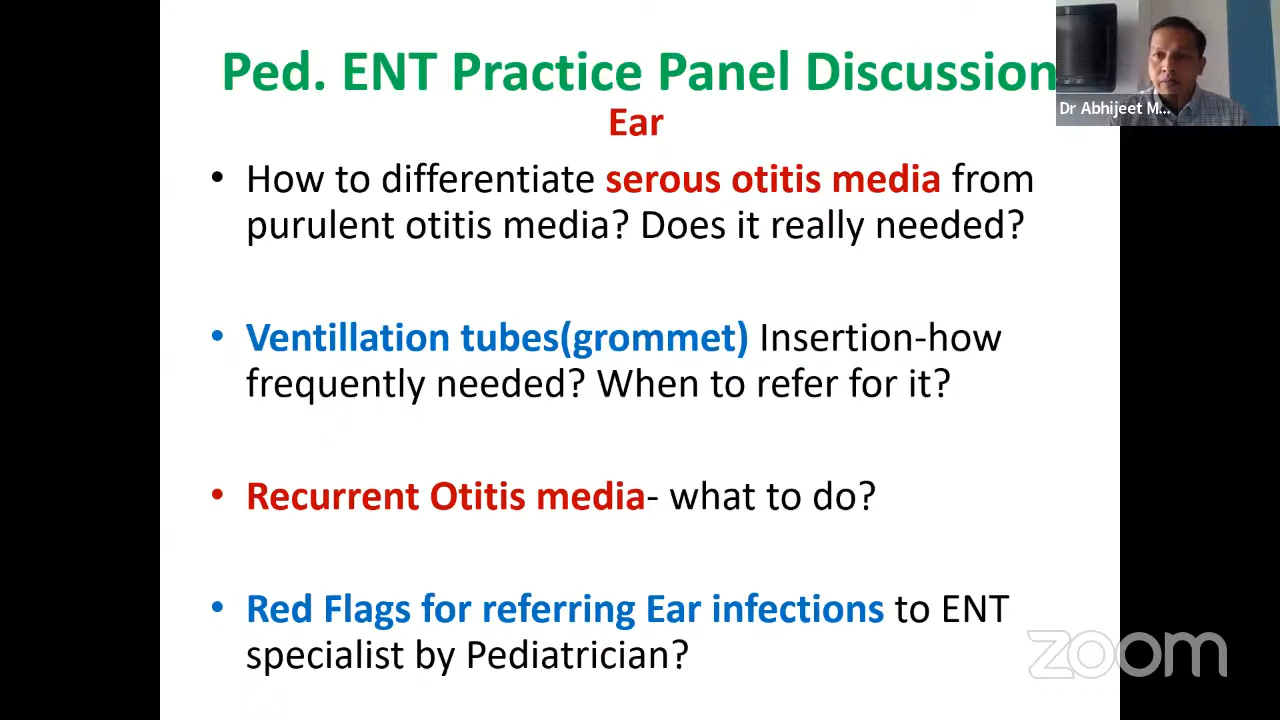 Ped. ENT Practice Panel Discussion
Ear
Dr Abhijeet M...
• How to differentiate serous otitis media from
purulent otitis media? Does it really needed?
• Ventillation tubes(grommet) Insertion-how
frequently needed? When to refer for it?
• Recurrent Otitis media- what to do?
• Red Flags for referring Ear infections to ENT
specialist by Pediatrician?
zoom